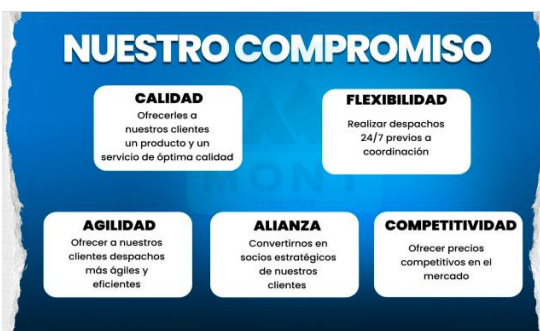 NUESTRO COMPROMISO
CALIDAD
Ofrecerles a
nuestros clientes
un producto y un
servicio de óptima calidad
FLEXIBILIDAD
Realizar despachos
24/7 previos a
coordinación
MONT
AGILIDAD
Ofrecer a nuestros
clientes despachos
más ágiles y
eficientes
ALIANZA
Convertirnos en
socios estratégicos
de nuestros
clientes
COMPETITIVIDAD
Ofrecer precios
competitivos en el
mercado